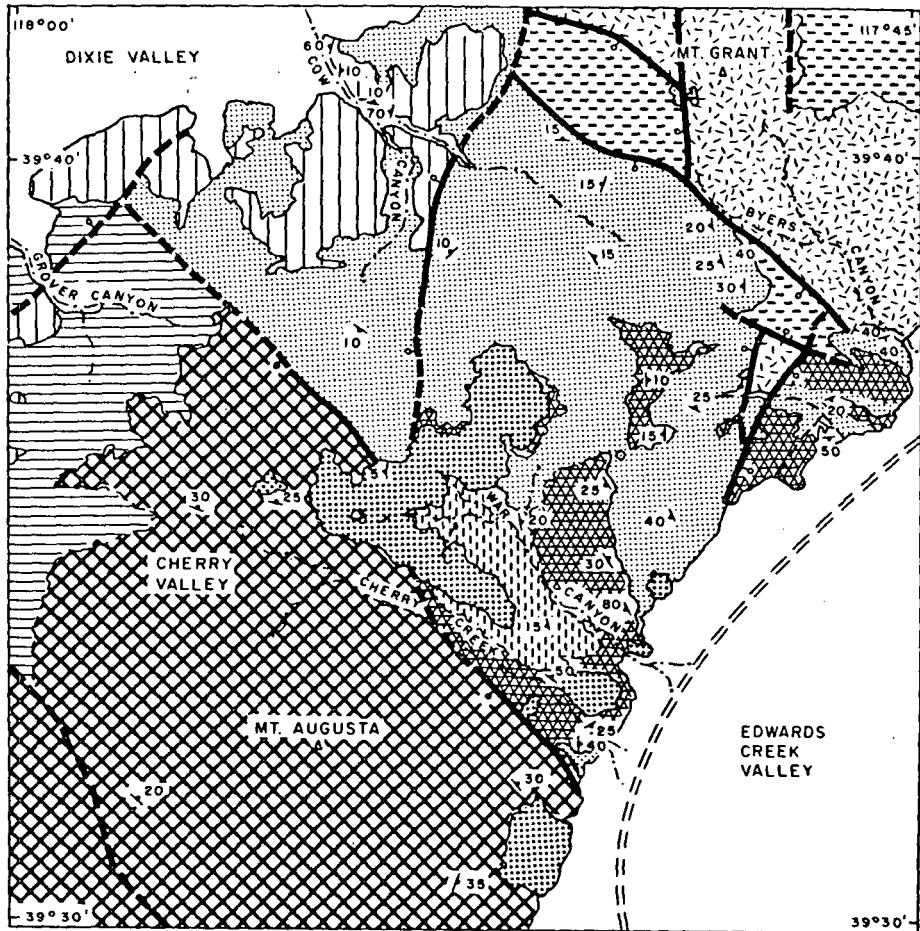 118°00'
117°45'
DIXIE VALLEY
MT. GRANT
60
10
COW
10
70
15
39°40'
39°40'
CANYON
15
BYERS
CANYON
20
10
15
40
25
30
GROVER CANYON
10
40
40
10
25
20
15
50
30
25
25
WAR
20
40
CHERRY
VALLEY
CHERRY
CREEK
30
CANYON
80
15
50
MT. AUGUSTA
25
40
EDWARDS
CREEK
VALLEY
20
30
35
39°30'
39°30'